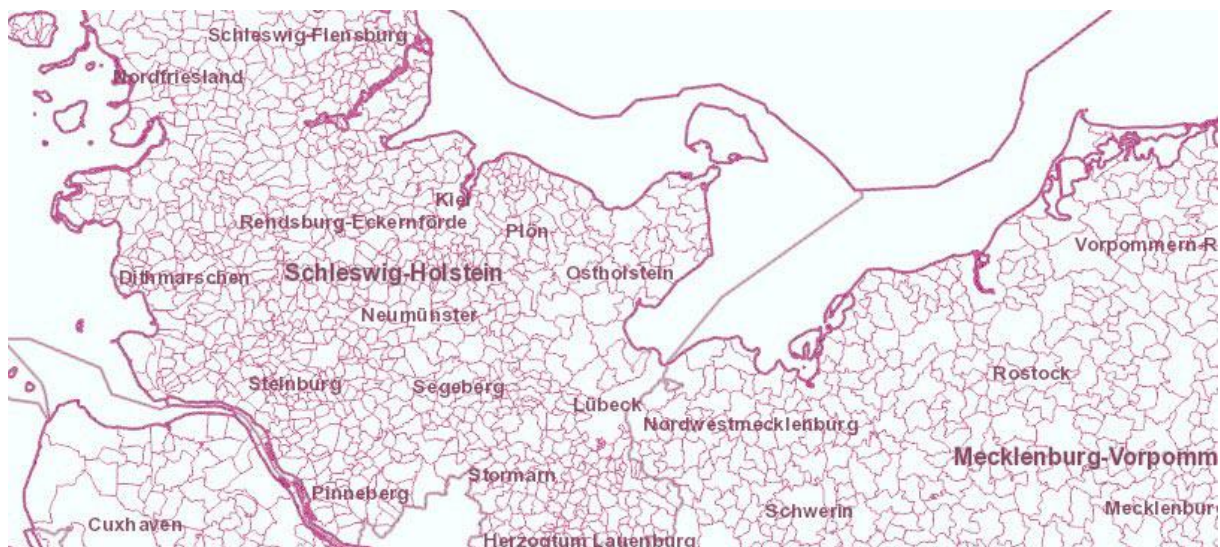 Schleswig-Flensburg
Nordfriesland
Kiel
Rendsburg-Eckernförde
Plön
Vorpommern-R
Dithmarschen
Schleswig-Holstein
Ostholstein
Neumünster
Rostock
Steinburg
Segeberg
Lübeck
Nordwestmecklenburg
Mecklenburg-Vorpomm
Stormarn
Pinneberg
Mecklenburg
Schwerin
Cuxhaven
Herzogtum Lauenburg